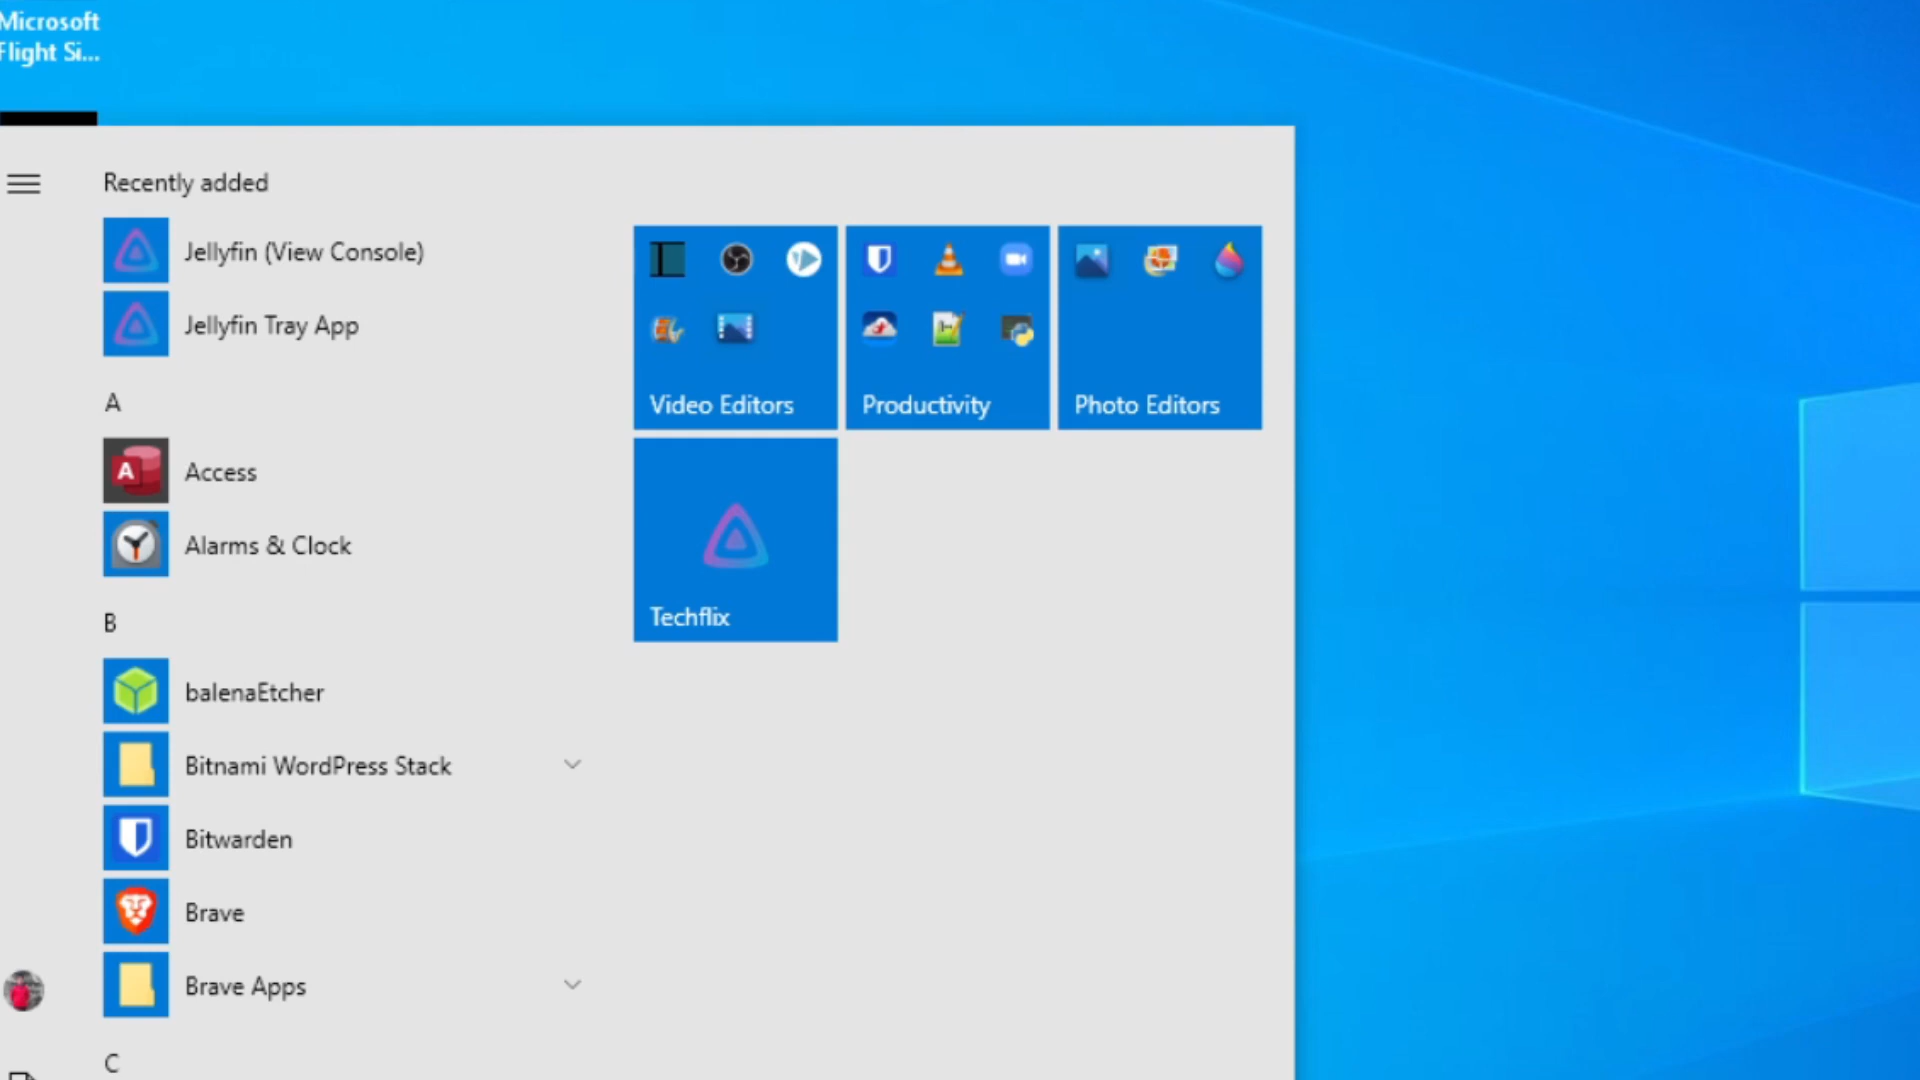 Microsoft
Flight Si...
Recently added
Jellyfin (View Console)
Jellyfin Tray App
A
Access
Alarms & Clock
B
balenaEtcher
Bitnami WordPress Stack
Bitwarden
Brave
Brave Apps
C
Video Editors
Productivity
Photo Editors
Techflix